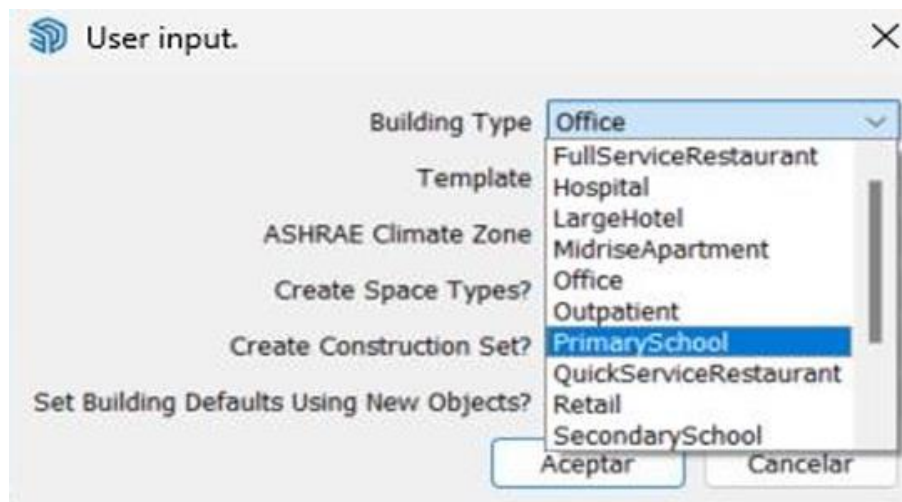 User input.
Building Type Office
FullServiceRestaurant
Template
Hospital
LargeHotel
ASHRAE Climate Zone
MidriseApartment
Create Space Types?
Office
Outpatient
Create Construction Set?
PrimarySchool
QuickServiceRestaurant
Set Building Defaults Using New Objects?
Retail
SecondarySchool
Aceptar Cancelar